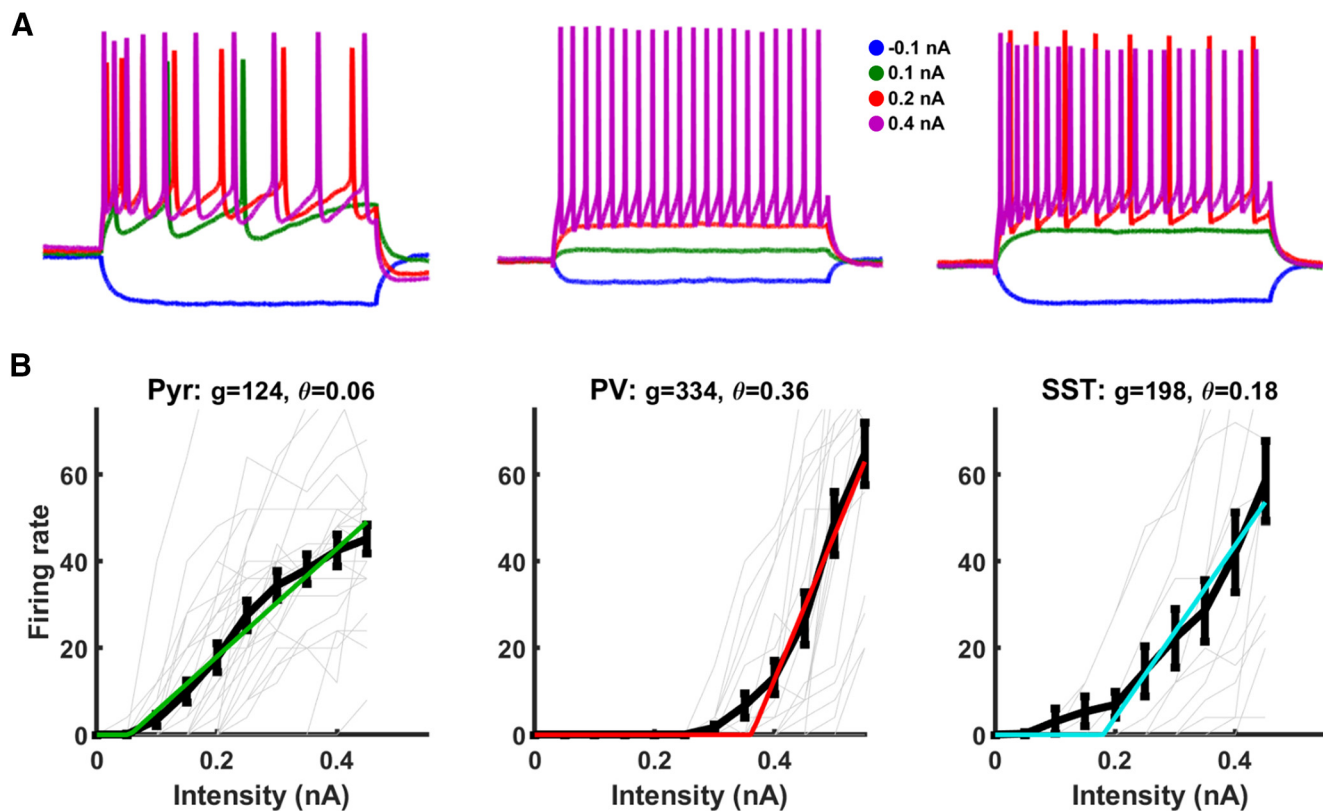 A
-0.1 nA
0.1 nA
0.2 nA
0.4 nA
B
Pyr: g=124, θ=0.06
PV: g=334, θ=0.36
SST: g=198, θ=0.18
Firing rate
60
40
20
0
0
0.2
0.4
Intensity (nA)
60
40
20
0
0
0.2
0.4
Intensity (nA)
60
40
20
0
0
0.2
0.4
Intensity (nA)